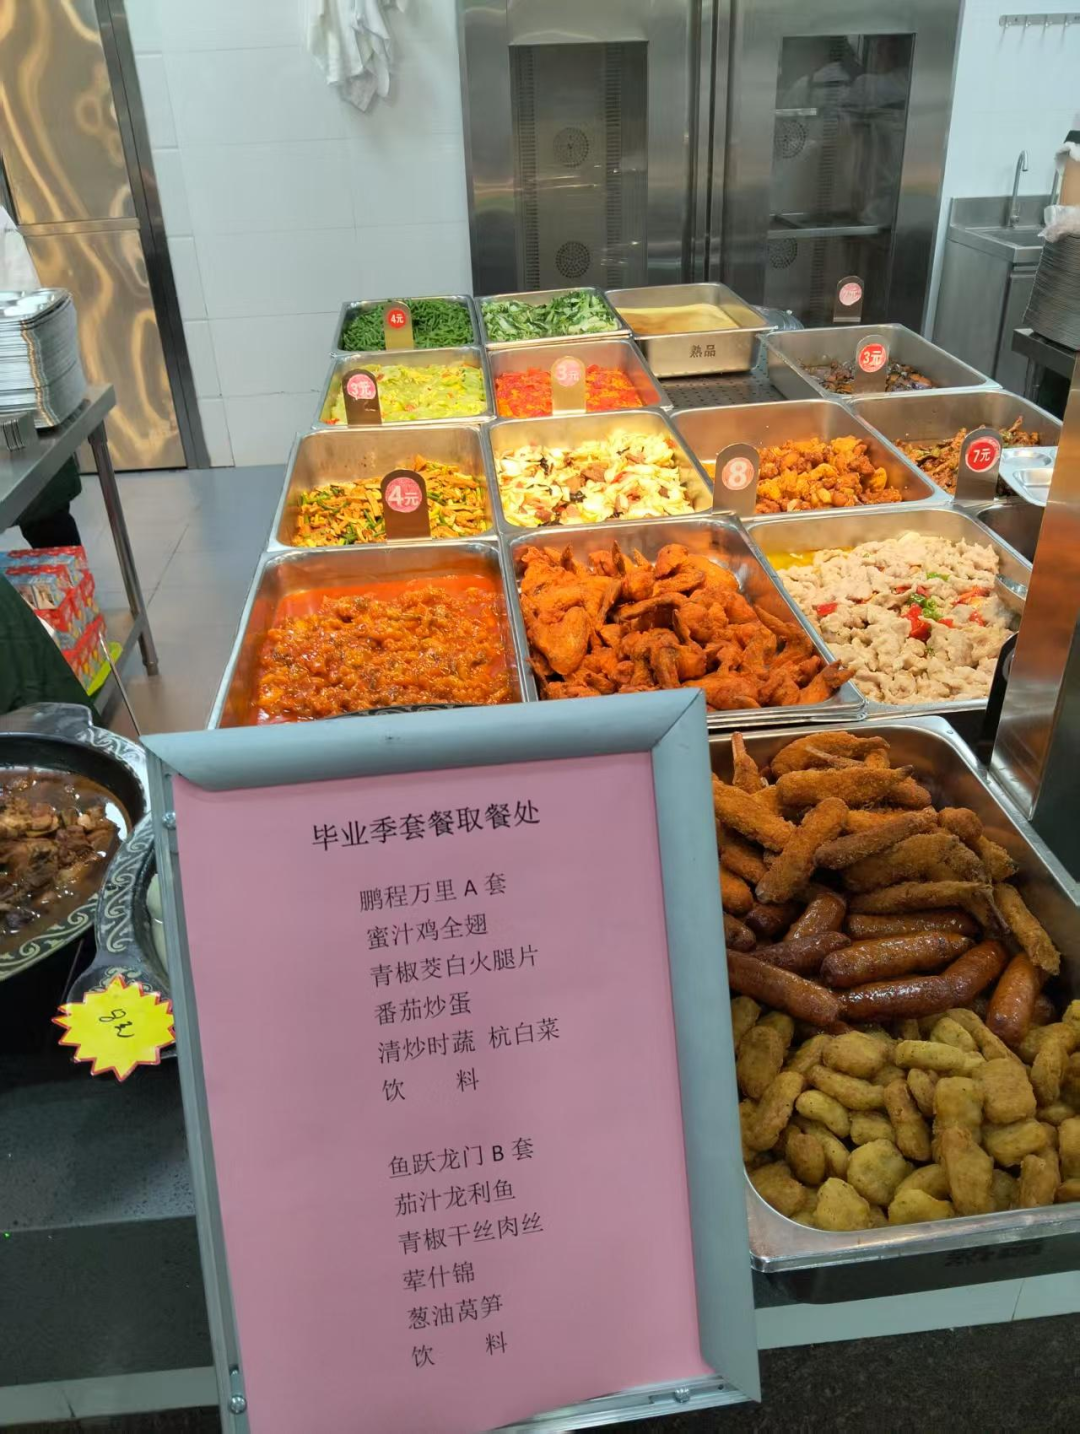 4元
熟品
3元
3元
3元
4元
8
7元
8元
毕业季套餐取餐处
鹏程万里 A 套
蜜汁鸡全翅
青椒茭白火腿片
番茄炒蛋
清炒时蔬 杭白菜
饮 料
鱼跃龙门 B 套
茄汁龙利鱼
青椒干丝肉丝
荤什锦
葱油莴笋
饮 料